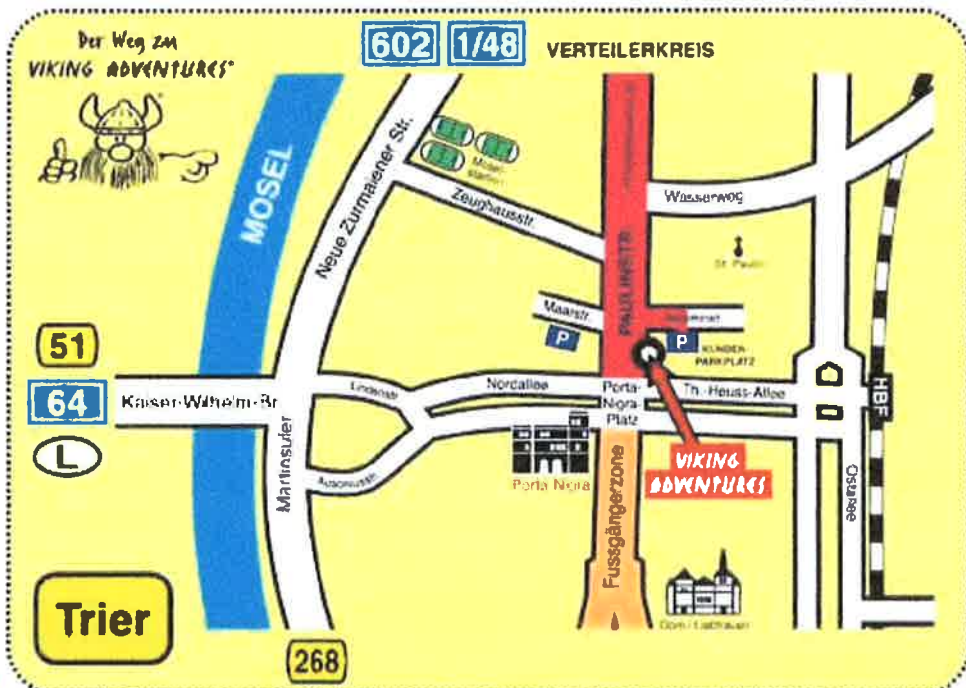 Der Weg zu
VIKING ADVENTURES®
602 1/48 VERTEILERKREIS
MOSEL
Neue Zurmaiener Str.
Zeughausstr.
Wasserweg
PAULINSTR.
St. Paulin
Maarstr.
P
P
KUNDEN-
PARKPLATZ
51
64
L
Kaiser-Wilhelm-Br
Lindenstr
Nordallee
Porta-
Nigra-
Platz
Th.-Heuss-Allee
HBF
Martinsufer
Ausoniusstr
Porta Nigra
Fussgängerzone
VIKING
ADVENTURES
Ostallee
Trier
268